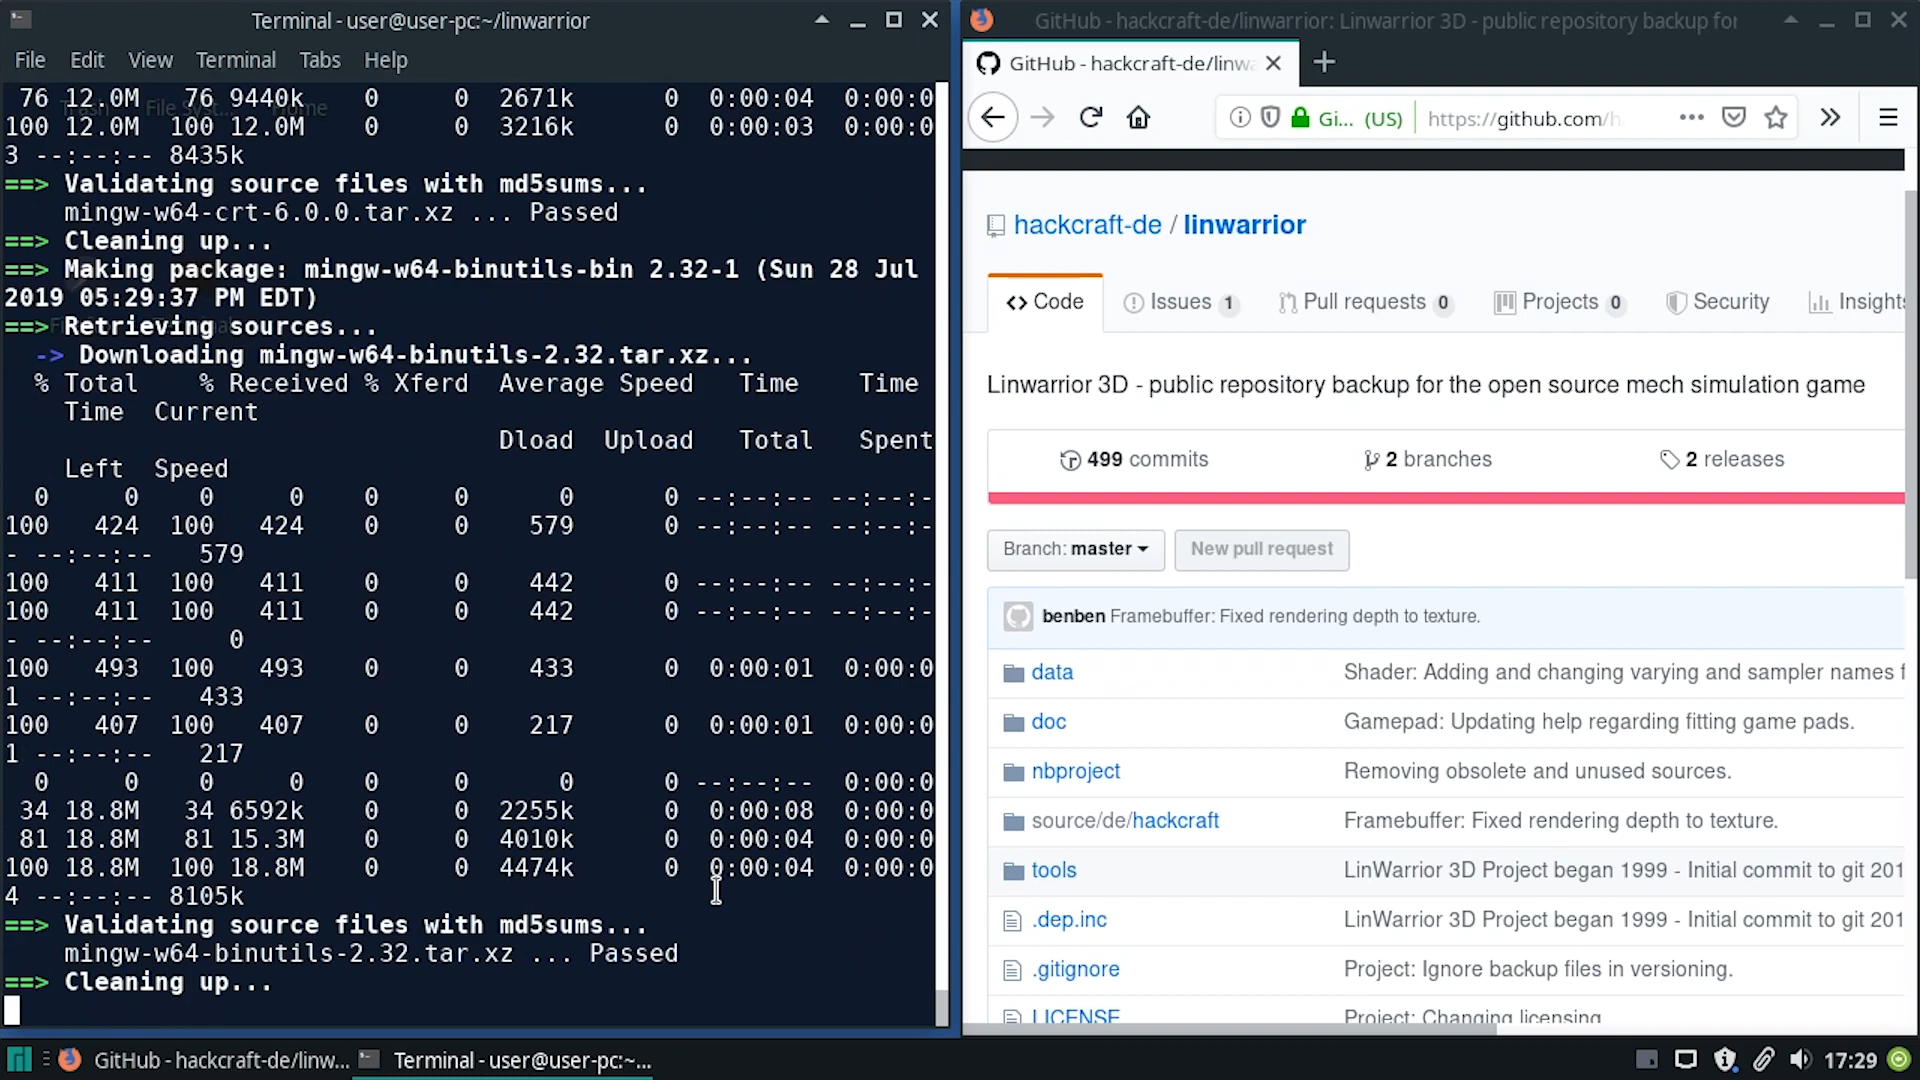 Terminal - user@user-pc:~/linwarrior
File Edit View Terminal Tabs Help
76 12.0M 76 9440k 0 0 2671k 0 0:00:04 0:00:0
100 12.0M 100 12.0M 0 0 3216k 0 0:00:03 0:00:0
3 --:--:-- 8435k
==> Validating source files with md5sums...
mingw-w64-crt-6.0.0.tar.xz ... Passed
==> Cleaning up...
==> Making package: mingw-w64-binutils-bin 2.32-1 (Sun 28 Jul
2019 05:29:37 PM EDT)
==> Retrieving sources...
-> Downloading mingw-w64-binutils-2.32.tar.xz...
% Total % Received % Xferd Average Speed Time Time
Time Current
Dload Upload Total Spent
Left Speed
0 0 0 0 0 0 0 0 --:--:-- --:--:-
100 424 100 424 0 0 579 0 --:--:-- --:--:-
- --:--:-- 579
100 411 100 411 0 0 442 0 --:--:-- --:--:-
100 411 100 411 0 0 442 0 --:--:-- --:--:-
- --:--:-- 0
100 493 100 493 0 0 433 0 0:00:01 0:00:0
1 --:--:-- 433
100 407 100 407 0 0 217 0 0:00:01 0:00:0
1 --:--:-- 217
0 0 0 0 0 0 0 0 --:--:-- 0:00:0
34 18.8M 34 6592k 0 0 2255k 0 0:00:08 0:00:0
81 18.8M 81 15.3M 0 0 4010k 0 0:00:04 0:00:0
100 18.8M 100 18.8M 0 0 4474k 0 0:00:04 0:00:0
4 --:--:-- 8105k
==> Validating source files with md5sums...
mingw-w64-binutils-2.32.tar.xz ... Passed
==> Cleaning up...
GitHub - hackcraft-de/linwarrior: Linwarrior 3D - public repository backup for
GitHub - hackcraft-de/linwa
Gi... (US) https://github.com/h
hackcraft-de / linwarrior
Code Issues 1 Pull requests 0 Projects 0 Security Insights
Linwarrior 3D - public repository backup for the open source mech simulation game
499 commits 2 branches 2 releases
Branch: master New pull request
benben Framebuffer: Fixed rendering depth to texture.
data Shader: Adding and changing varying and sampler names f
doc Gamepad: Updating help regarding fitting game pads.
nbproject Removing obsolete and unused sources.
source/de/hackcraft Framebuffer: Fixed rendering depth to texture.
tools LinWarrior 3D Project began 1999 - Initial commit to git 201
.dep.inc LinWarrior 3D Project began 1999 - Initial commit to git 201
.gitignore Project: Ignore backup files in versioning.
LICENSE Project: Changing licensing
GitHub - hackcraft-de/linw... Terminal - user@user-pc:~... 17:29